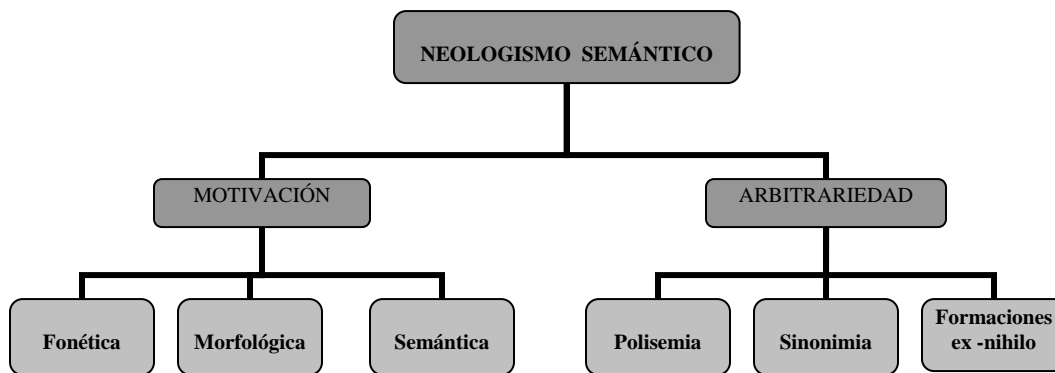 NEOLOGISMO SEMÁNTICO
MOTIVACIÓN
ARBITRARIEDAD
Fonética
Morfológica
Semántica
Polisemia
Sinonimia
Formaciones
ex -nihilo